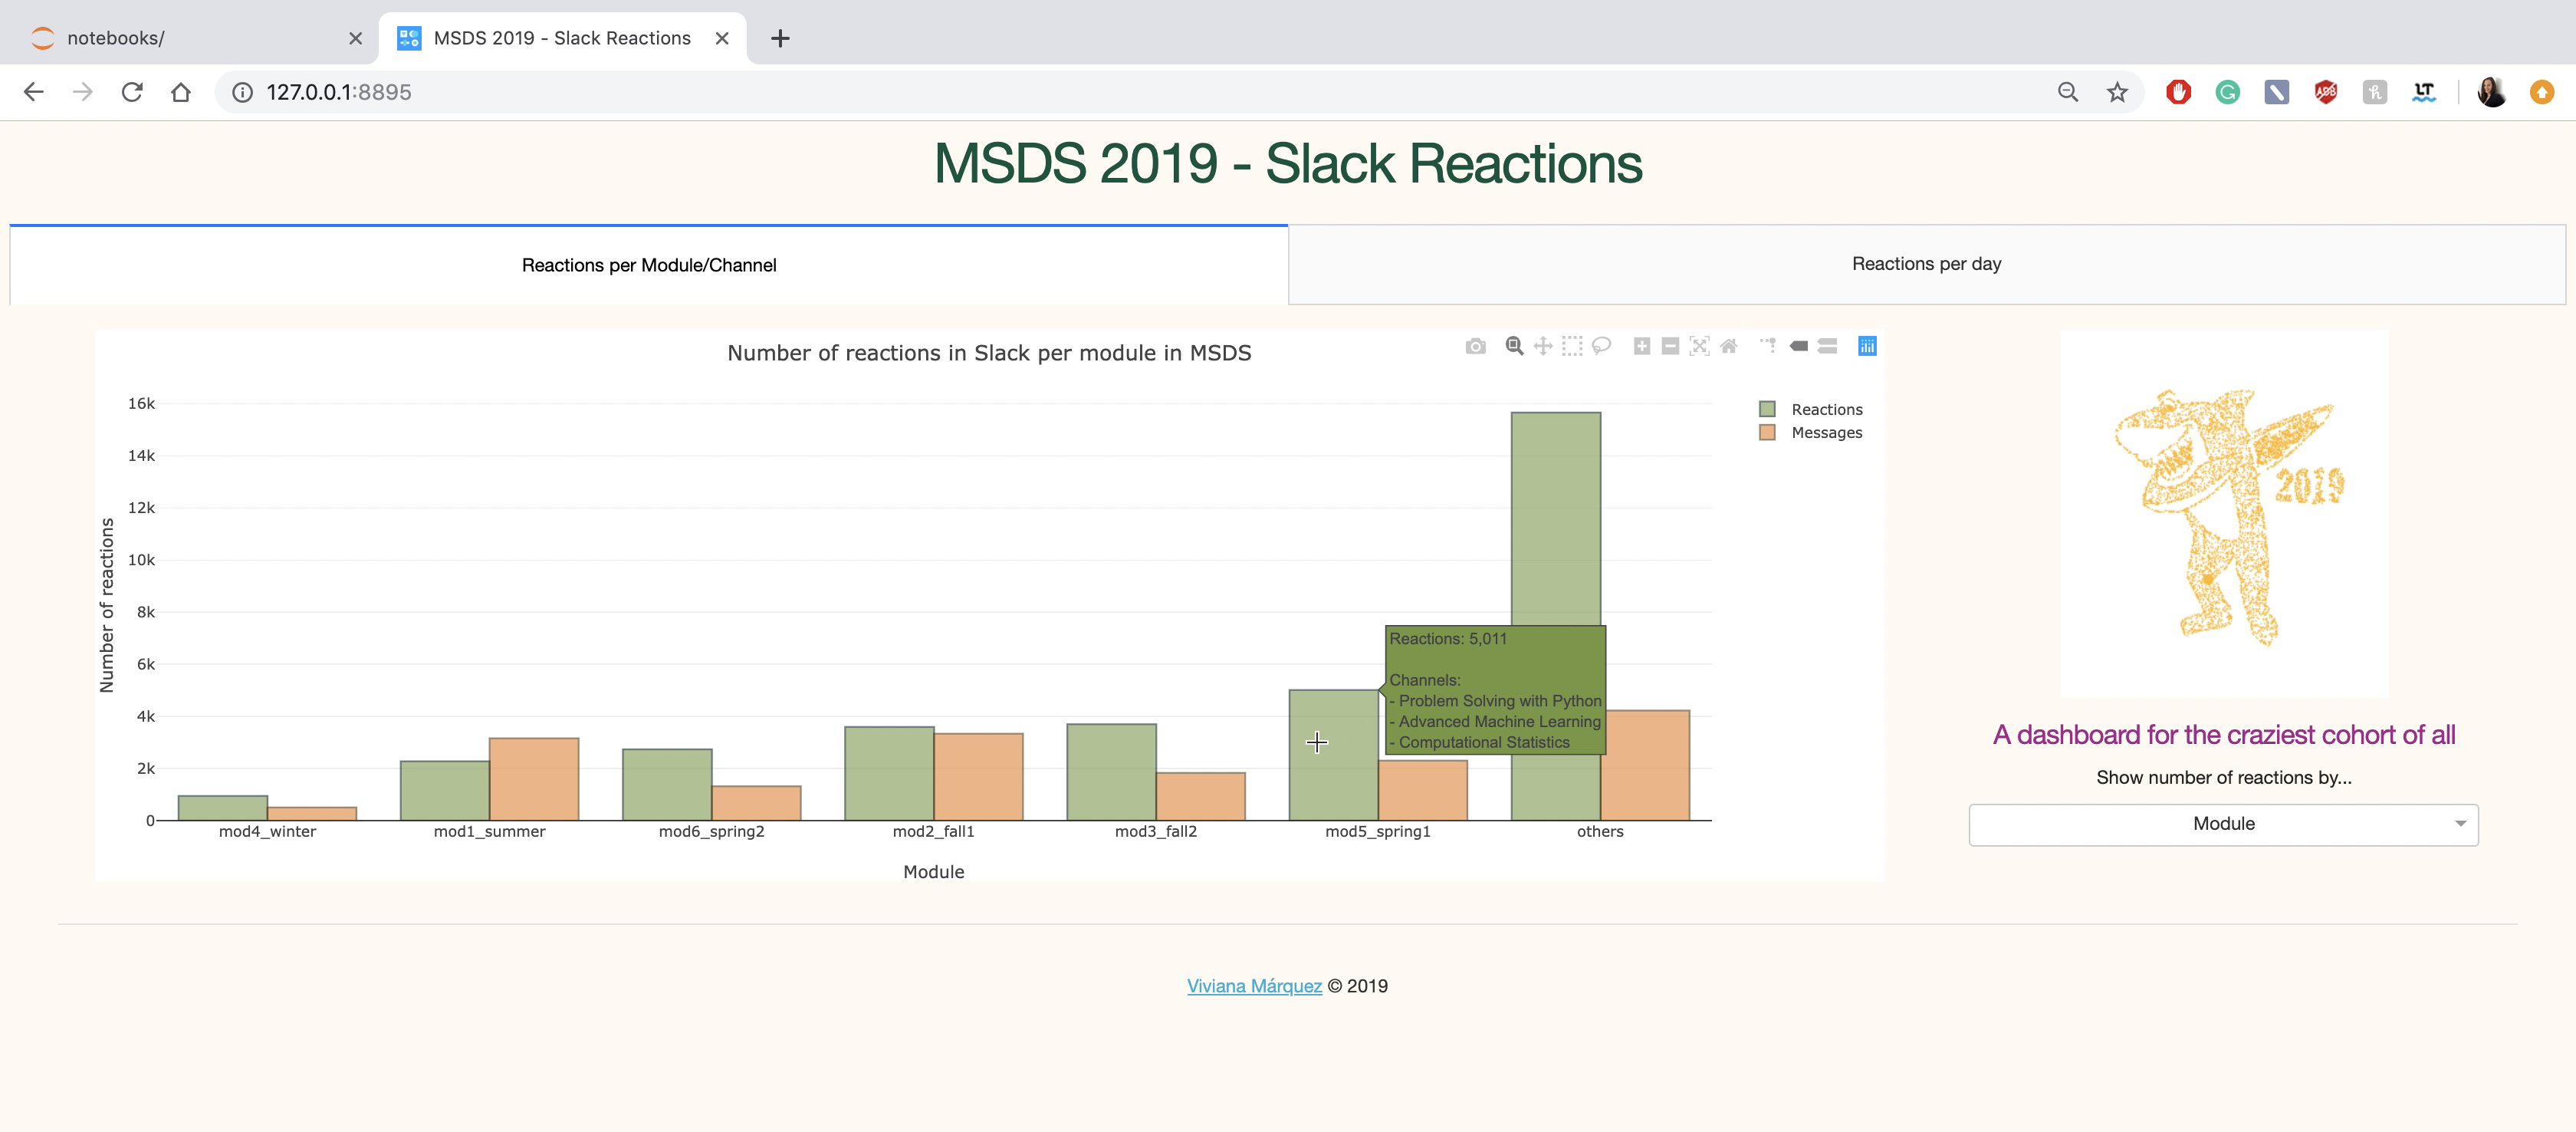 notebooks/
MSDS 2019 - Slack Reactions
127.0.0.1:8895
ABP
h
LT
MSDS 2019 - Slack Reactions
Reactions per Module/Channel
Reactions per day
Number of reactions in Slack per module in MSDS
Reactions
Messages
16k
14k
12k
10k
8k
6k
4k
2k
0
Number of reactions
Reactions: 5,011
Channels:
- Problem Solving with Python
- Advanced Machine Learning
- Computational Statistics
mod4_winter
mod1_summer
mod6_spring2
mod2_fall1
mod3_fall2
mod5_spring1
others
Module
2019
A dashboard for the craziest cohort of all
Show number of reactions by...
Module
Viviana Márquez © 2019